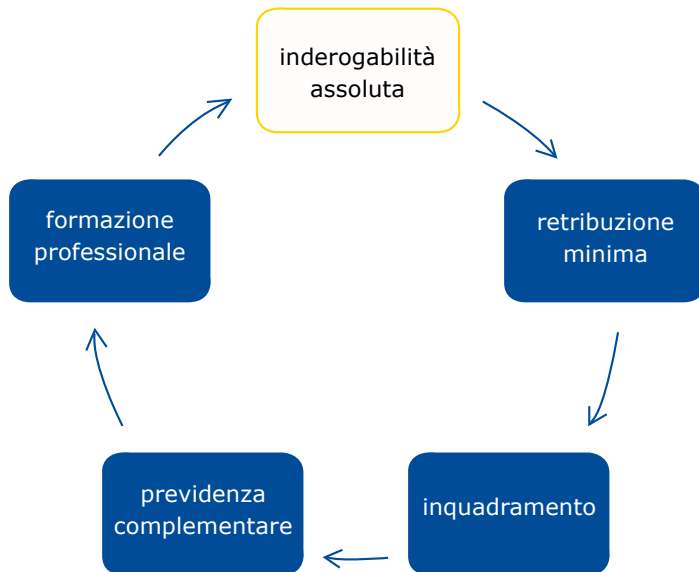 inderogabilità
assoluta
retribuzione
minima
inquadramento
previdenza
complementare
formazione
professionale